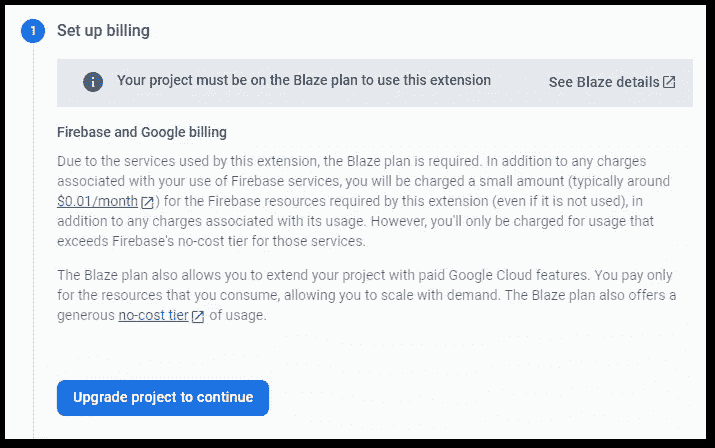 1 Set up billing
Your project must be on the Blaze plan to use this extension See Blaze details
Firebase and Google billing
Due to the services used by this extension, the Blaze plan is required. In addition to any charges
associated with your use of Firebase services, you will be charged a small amount (typically around
$0.01/month ) for the Firebase resources required by this extension (even if it is not used), in
addition to any charges associated with its usage. However, you'll only be charged for usage that
exceeds Firebase's no-cost tier for those services.
The Blaze plan also allows you to extend your project with paid Google Cloud features. You pay only
for the resources that you consume, allowing you to scale with demand. The Blaze plan also offers a
generous no-cost tier of usage.
Upgrade project to continue